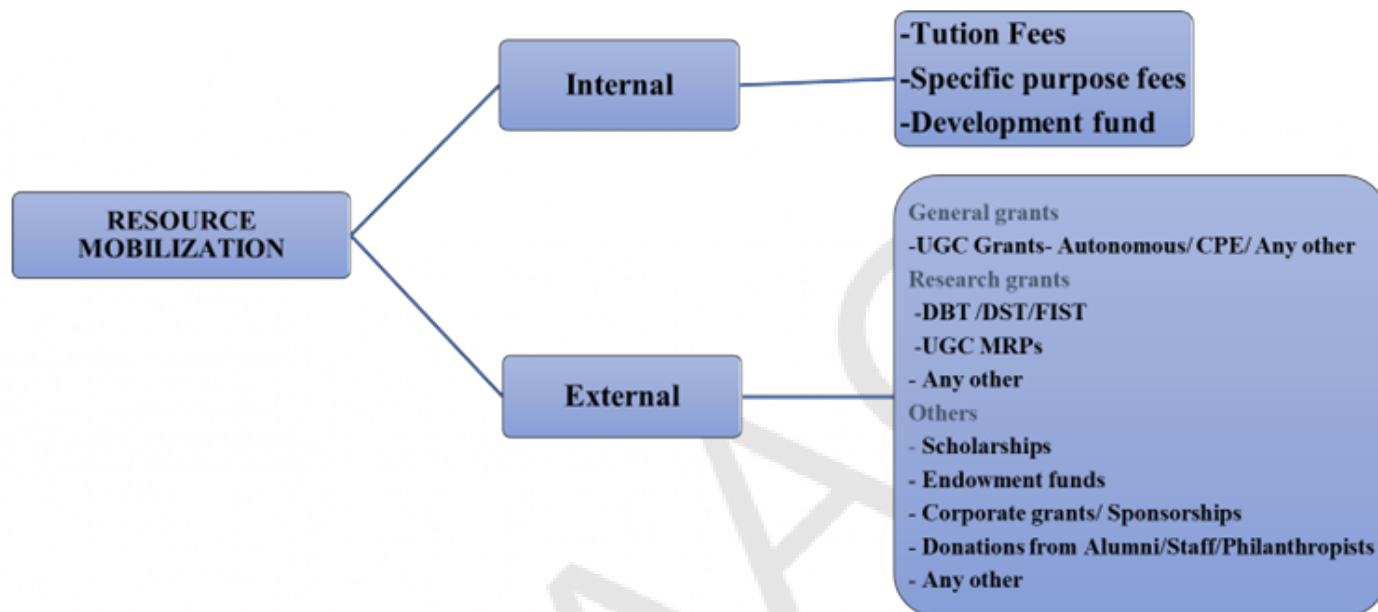 RESOURCE
MOBILIZATION
Internal
-Tution Fees
-Specific purpose fees
-Development fund
External
General grants
-UGC Grants- Autonomous/ CPE/ Any other
Research grants
-DBT /DST/FIST
-UGC MRPs
- Any other
Others
- Scholarships
- Endowment funds
- Corporate grants/ Sponsorships
- Donations from Alumni/Staff/Philanthropists
- Any other